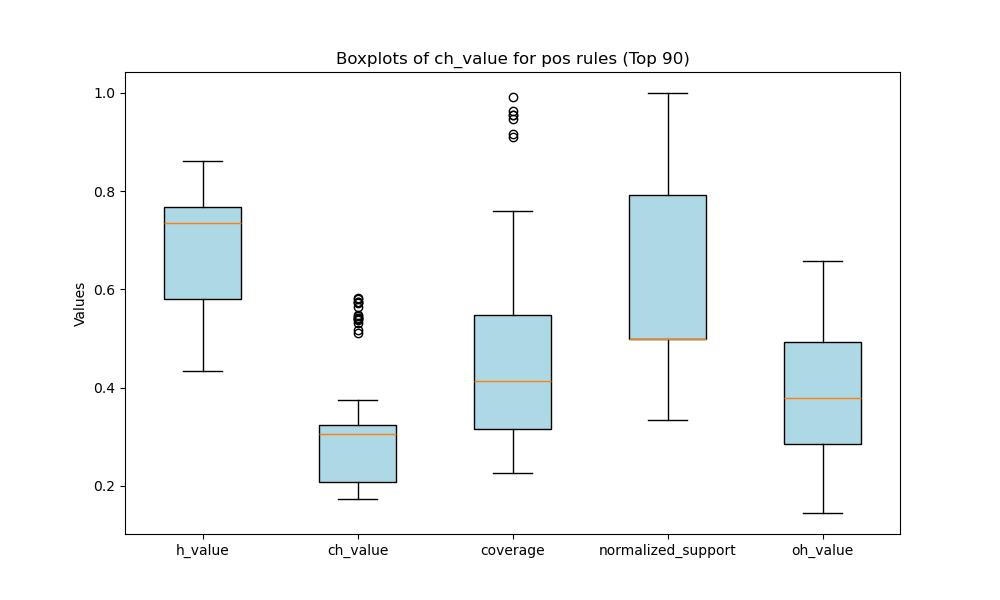 Boxplots of ch_value for pos rules (Top 90)
Values
1.0
0.8
0.6
0.4
0.2
h_value
ch_value
coverage
normalized_support
oh_value